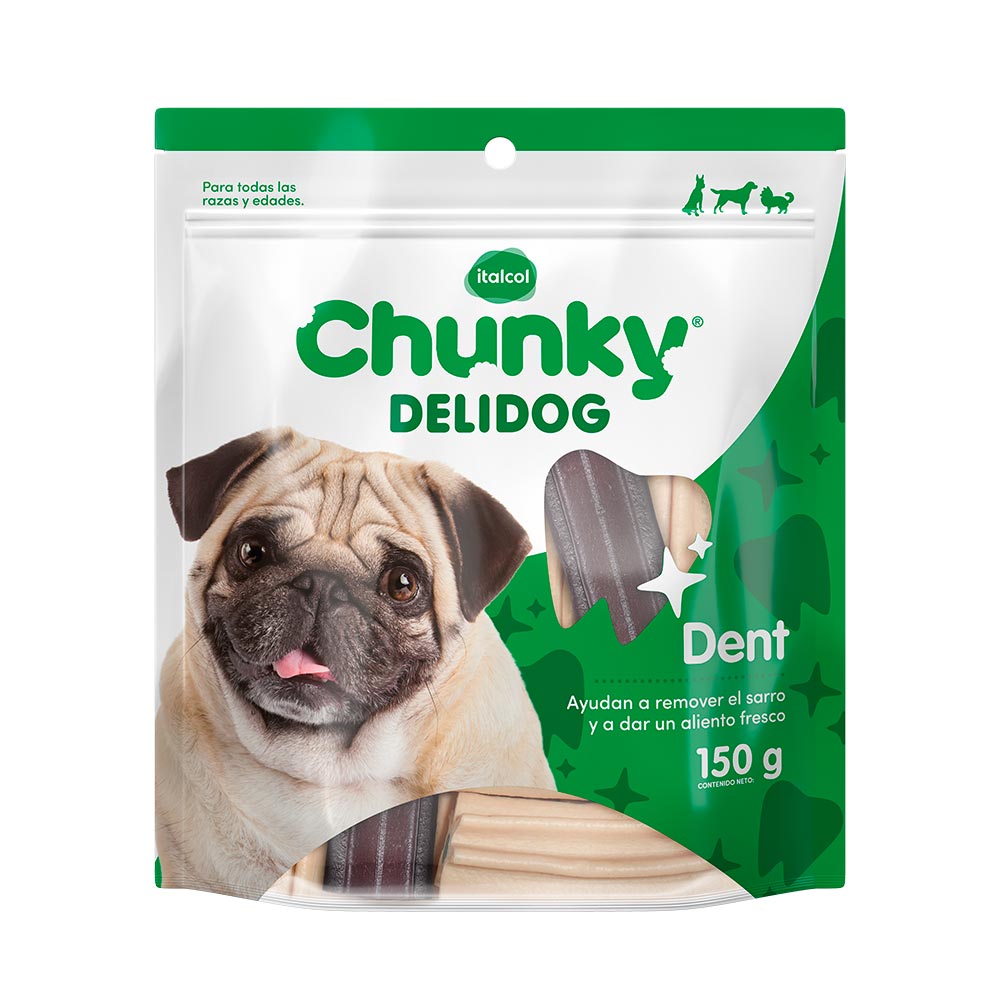 Para todas las
razas y edades.
italcol
Chunky®
DELIDOG
Dent
Ayudan a remover el sarro
y a dar un aliento fresco
150 g
CONTENIDO NETO: